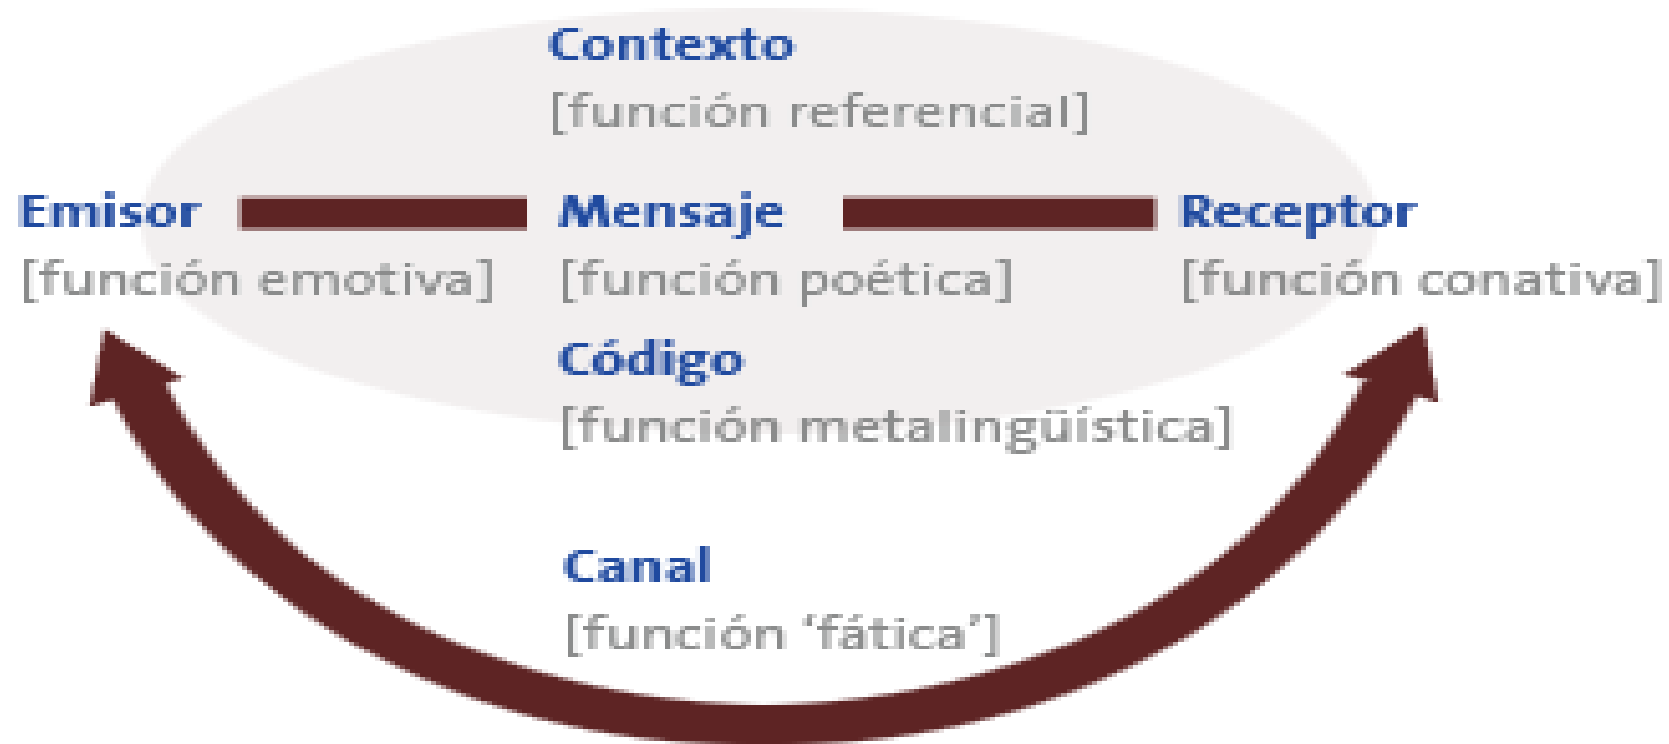 Contexto
[función referencial]
Emisor Mensaje Receptor
[función emotiva] [función poética] [función conativa]
Código
[función metalingüística]
Canal
[función ‘fática’]